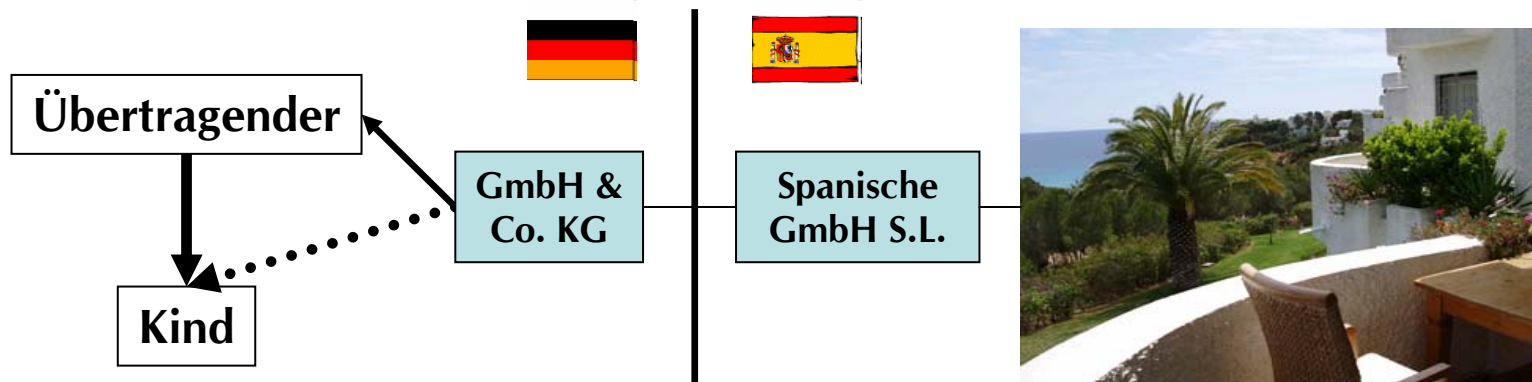 Übertragender
GmbH &
Co. KG
Spanische
GmbH S.L.
Kind